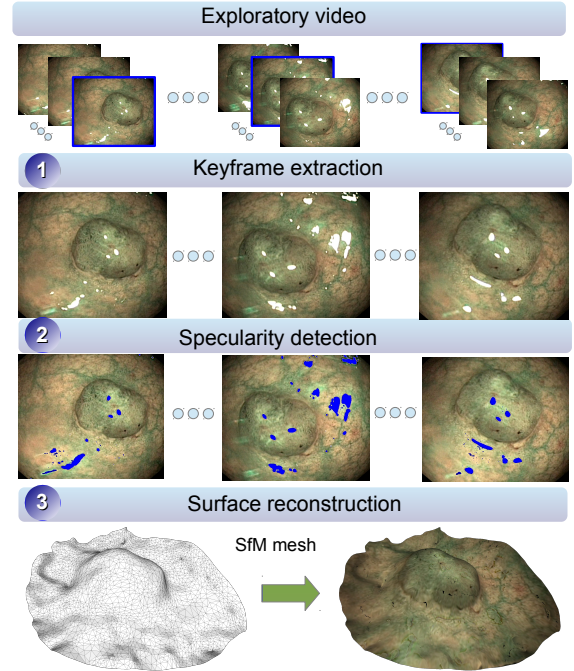 Exploratory video
1 Keyframe extraction
2 Specularity detection
3 Surface reconstruction
SfM mesh